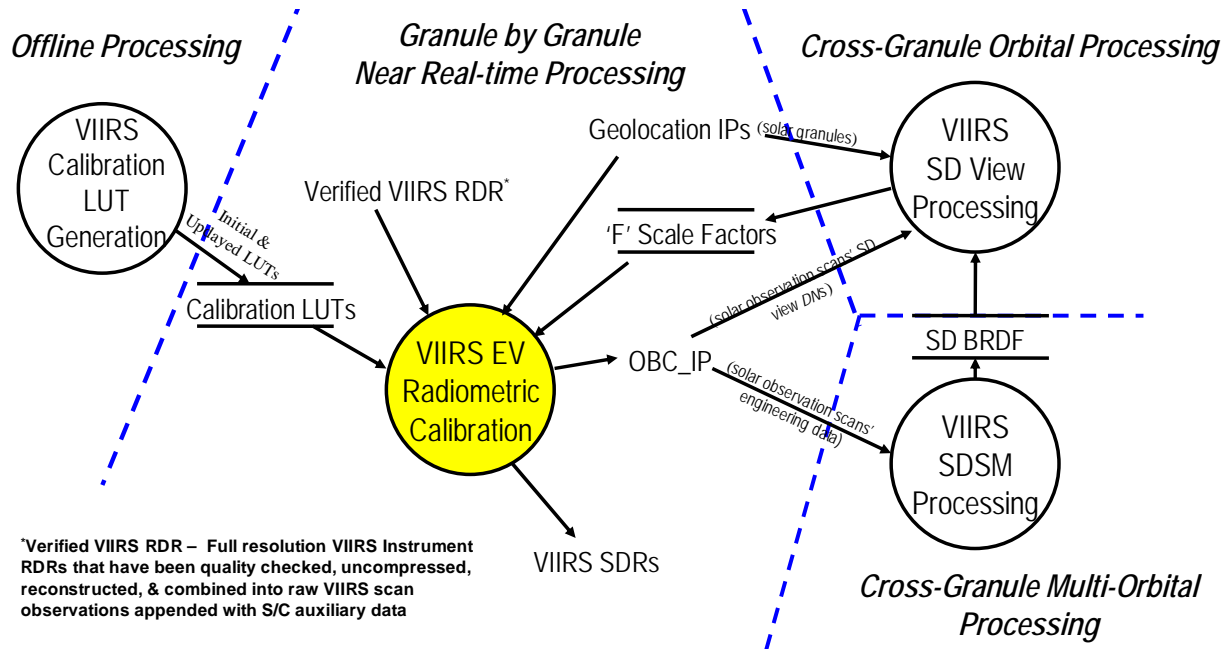 Offline Processing
Granule by Granule
Near Real-time Processing
Cross-Granule Orbital Processing
VIIRS
Calibration
LUT
Generation
Initial &
Uplayed LUTs
Calibration LUTs
Verified VIIRS RDR*
Geolocation IPs
(solar granules)
'F' Scale Factors
VIIRS
SD View
Processing
(solar observation scans' SD
view DNs)
VIIRS EV
Radiometric
Calibration
OBC_IP
(solar observation scans'
engineering data)
SD BRDF
VIIRS
SDSM
Processing
VIIRS SDRs
*Verified VIIRS RDR – Full resolution VIIRS Instrument
RDRs that have been quality checked, uncompressed,
reconstructed, & combined into raw VIIRS scan
observations appended with S/C auxiliary data
Cross-Granule Multi-Orbital
Processing